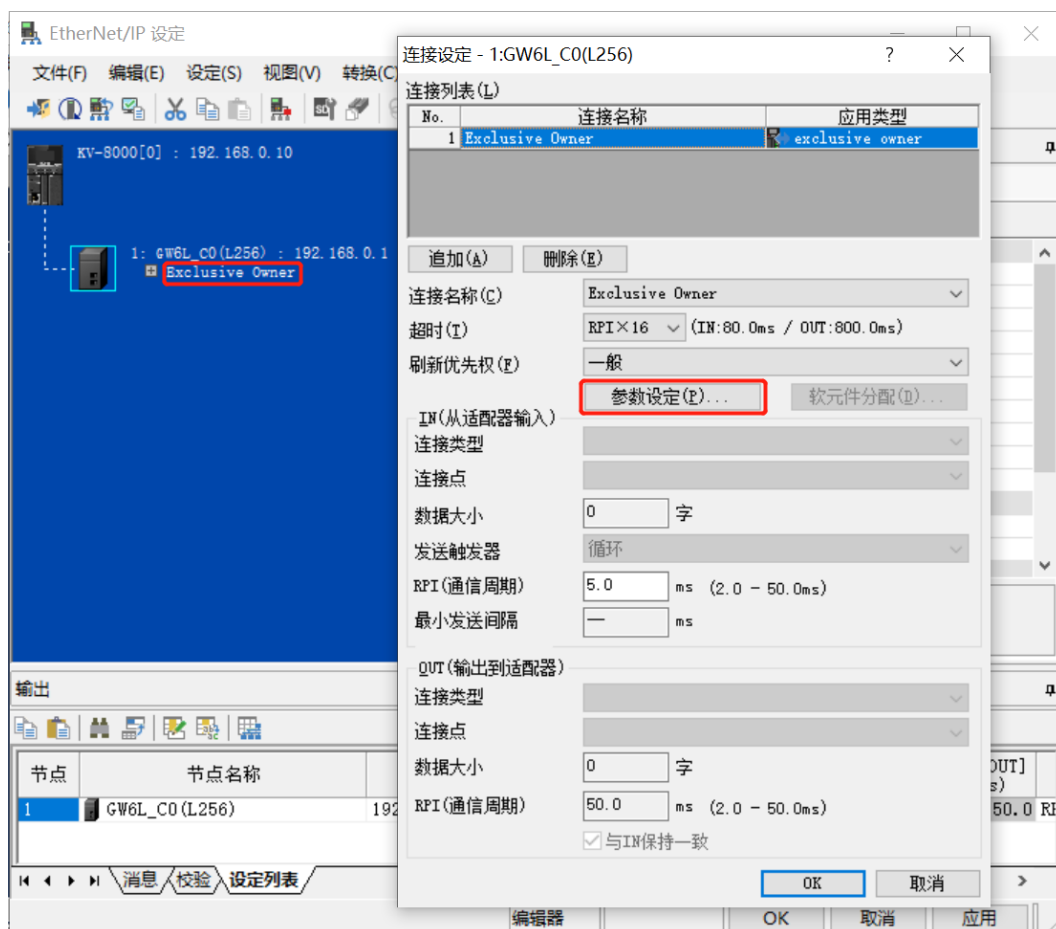 EtherNet/IP 设定
文件(F) 编辑(E) 设定(S) 视图(V) 转换(C)
KV-8000[0] : 192.168.0.10
1: GW6L_C0(L256) : 192.168.0.1
Exclusive Owner
连接设定 - 1:GW6L_C0(L256)
?
连接列表(L)
No. 连接名称 应用类型
1 Exclusive Owner exclusive owner
追加(A) 删除(E)
连接名称(C) Exclusive Owner
超时(T) RPI×16 (IN:80.0ms / OUT:800.0ms)
刷新优先权(F) 一般
参数设定(P)... 软元件分配(D)...
IN(从适配器输入)
连接类型
连接点
数据大小 0 字
发送触发器 循环
RPI(通信周期) 5.0 ms (2.0 - 50.0ms)
最小发送间隔 — ms
OUT(输出到适配器)
连接类型
连接点
数据大小 0 字
RPI(通信周期) 50.0 ms (2.0 - 50.0ms)
与IN保持一致
OK 取消
输出
节点 节点名称
OUT]
s)
1 GW6L_C0(L256) 192
50.0
消息 校验 设定列表
编辑器 OK 取消 应用